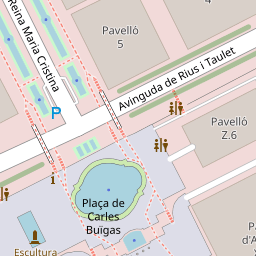 Reina Maria Cristina
Pavelló
5
Avinguda de Rius i Taulet
P
Pavelló
Z.6
i
Plaça de
Carles
Buïgas
Escultura